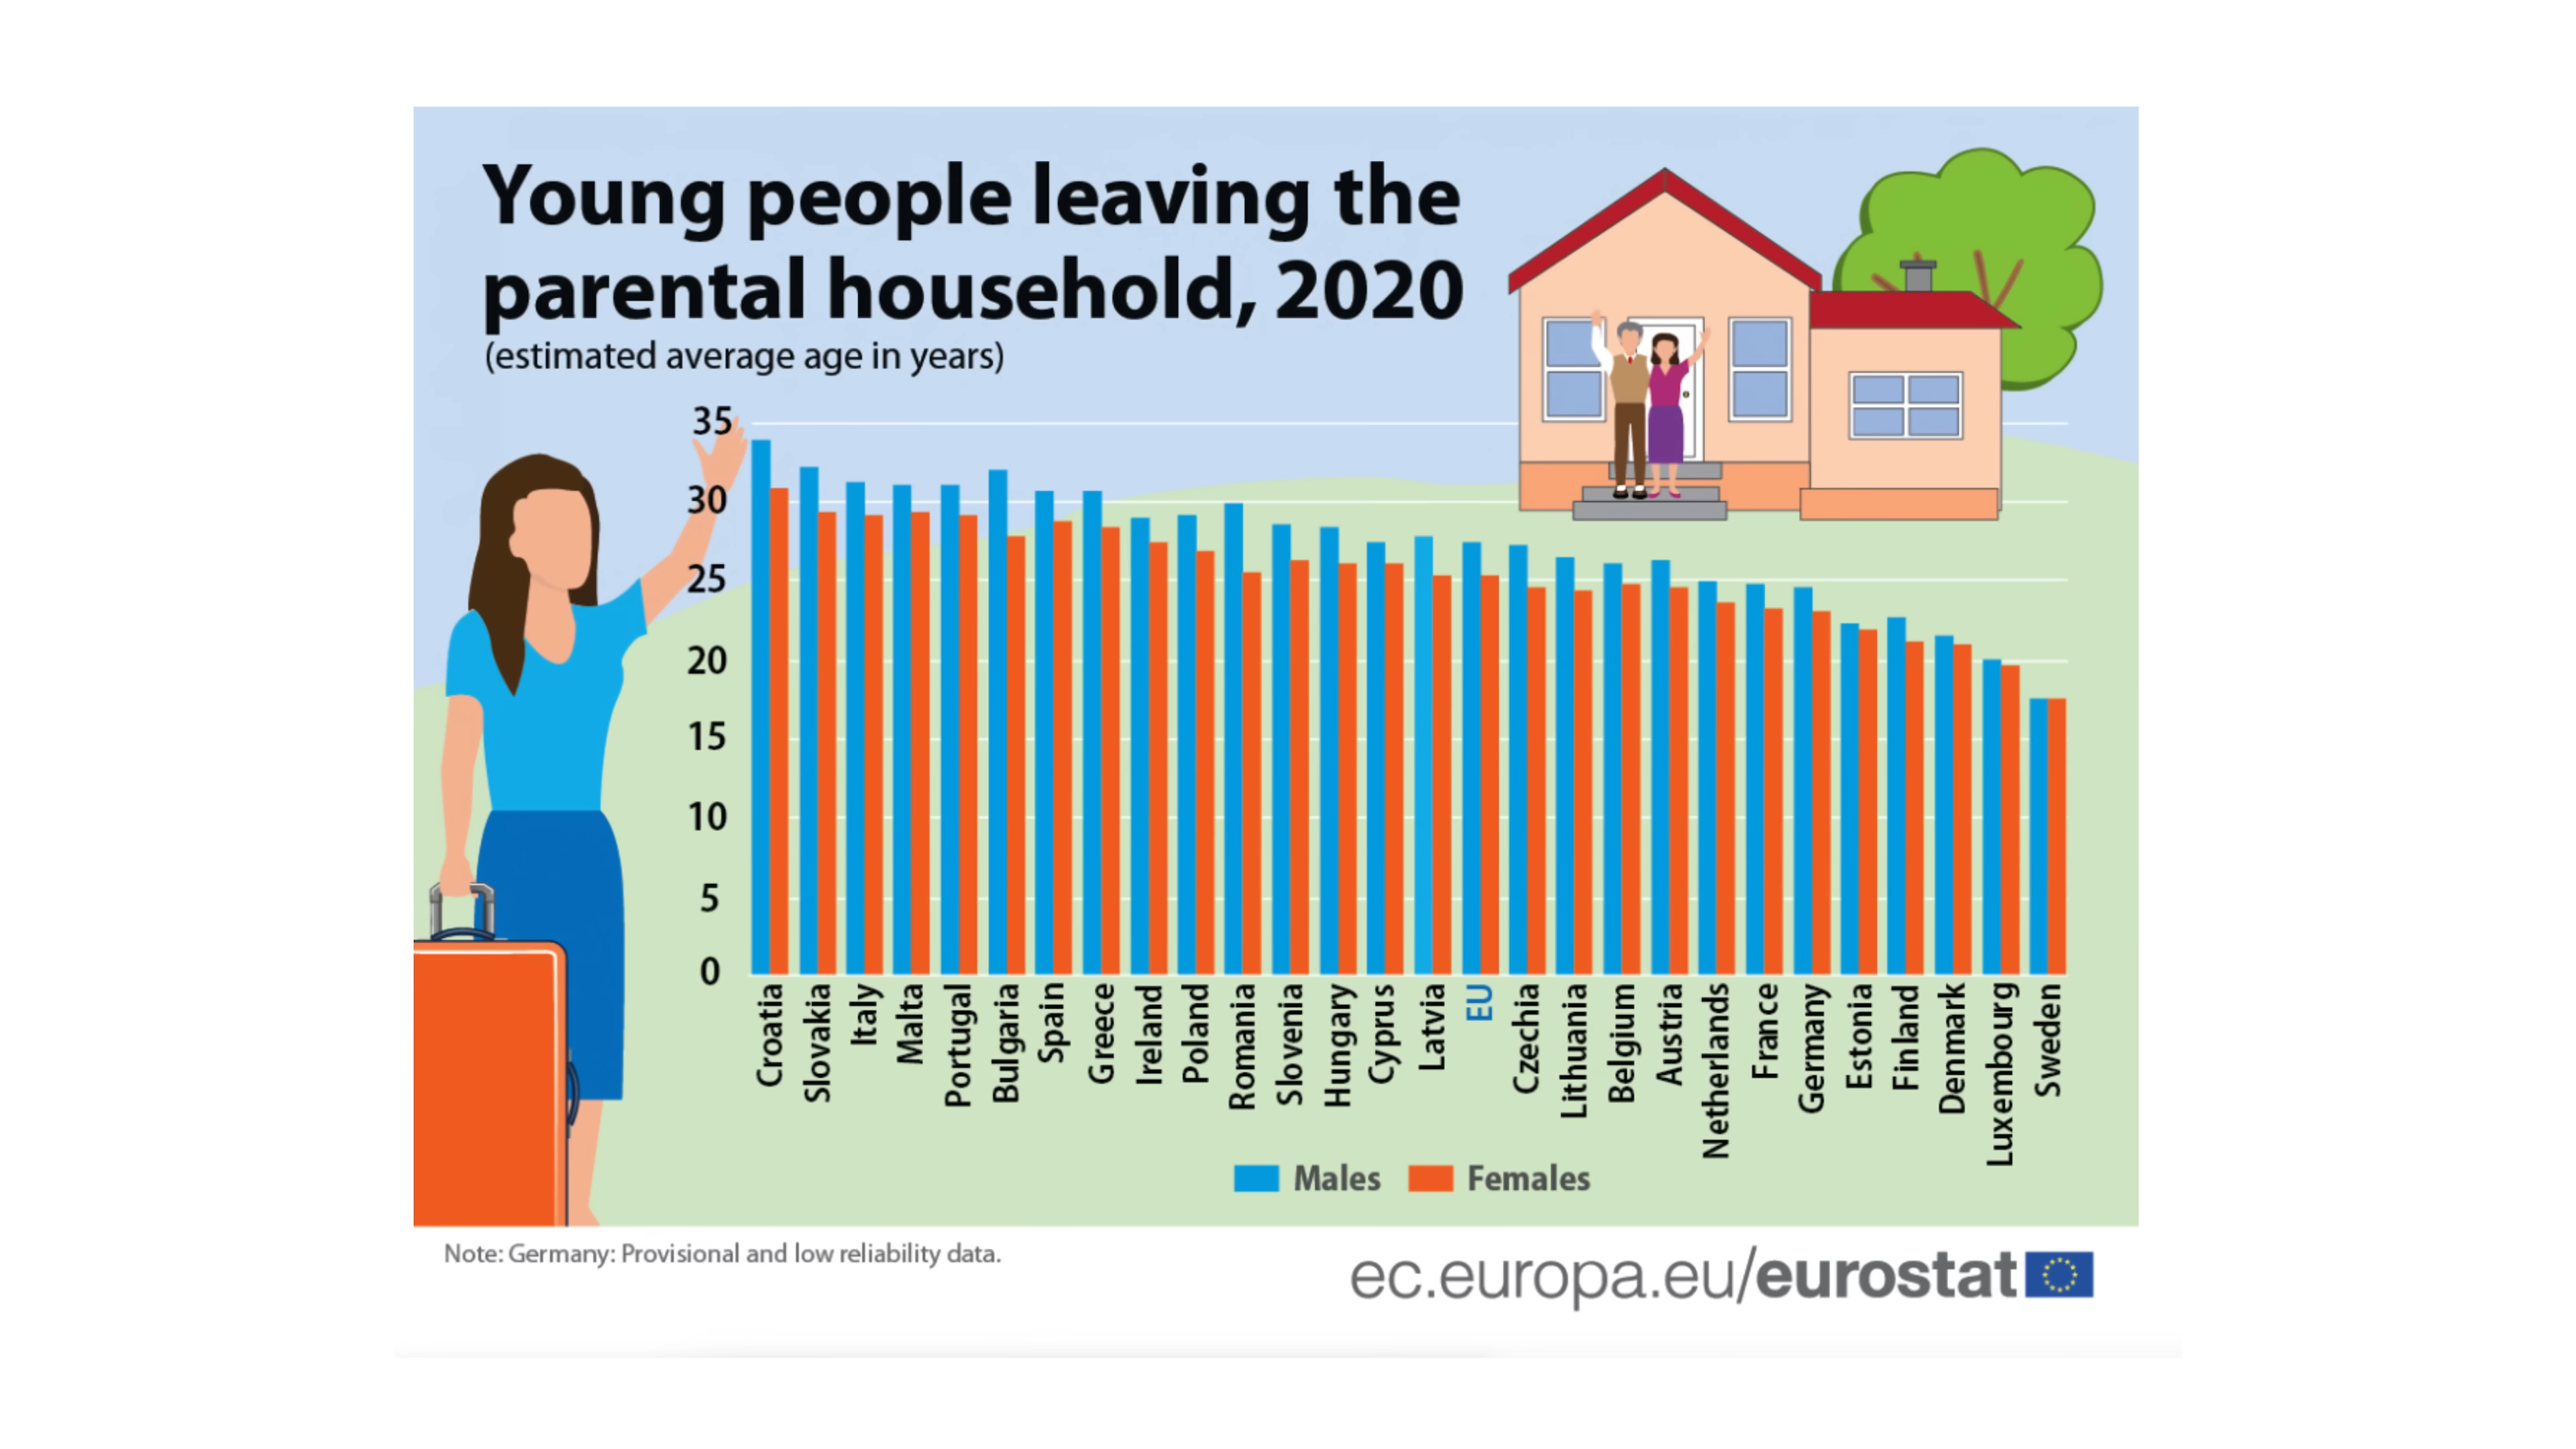 Young people leaving the
parental household, 2020
(estimated average age in years)
35
30
25
20
15
10
5
0
Croatia
Slovakia
Italy
Malta
Portugal
Bulgaria
Spain
Greece
Ireland
Poland
Romania
Slovenia
Hungary
Cyprus
Latvia
EU
Czechia
Lithuania
Belgium
Austria
Netherlands
France
Germany
Estonia
Finland
Denmark
Luxembourg
Sweden
Males Females
Note: Germany: Provisional and low reliability data.
ec.europa.eu/eurostat